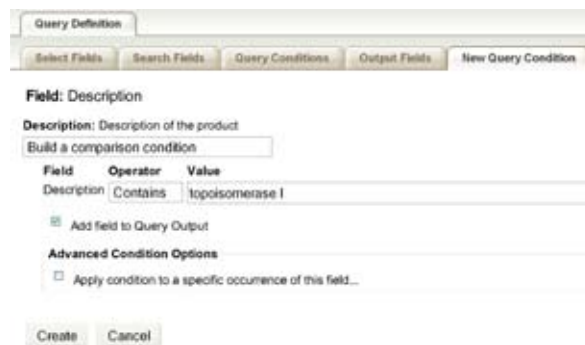 Query Definition
Select Fields Search Fields Query Conditions Output Fields New Query Condition
Field: Description
Description: Description of the product
Build a comparison condition
Field Operator Value
Description Contains topoisomerase I
Add field to Query Output
Advanced Condition Options
Apply condition to a specific occurrence of this field...
Create Cancel